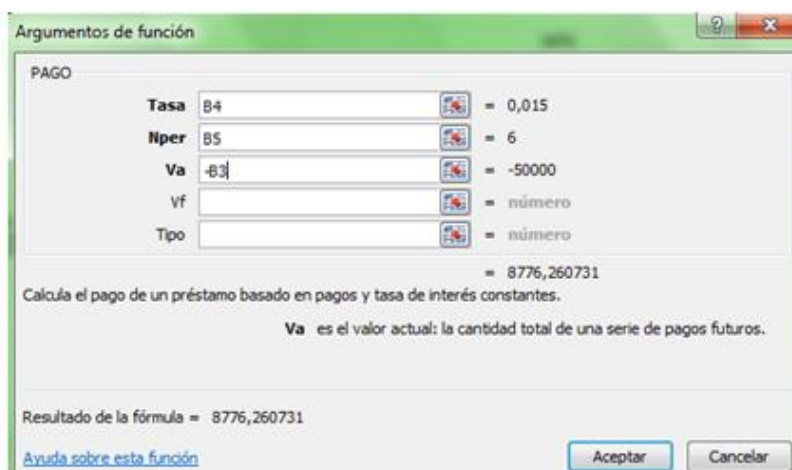 Argumentos de función
PAGO
Tasa B4 = 0,015
Nper B5 = 6
Va -B3 = -50000
Vf = número
Tipo = número
= 8776,260731
Calcula el pago de un préstamo basado en pagos y tasa de interés constantes.
Va es el valor actual: la cantidad total de una serie de pagos futuros.
Resultado de la fórmula = 8776,260731
Ayuda sobre esta función Aceptar Cancelar